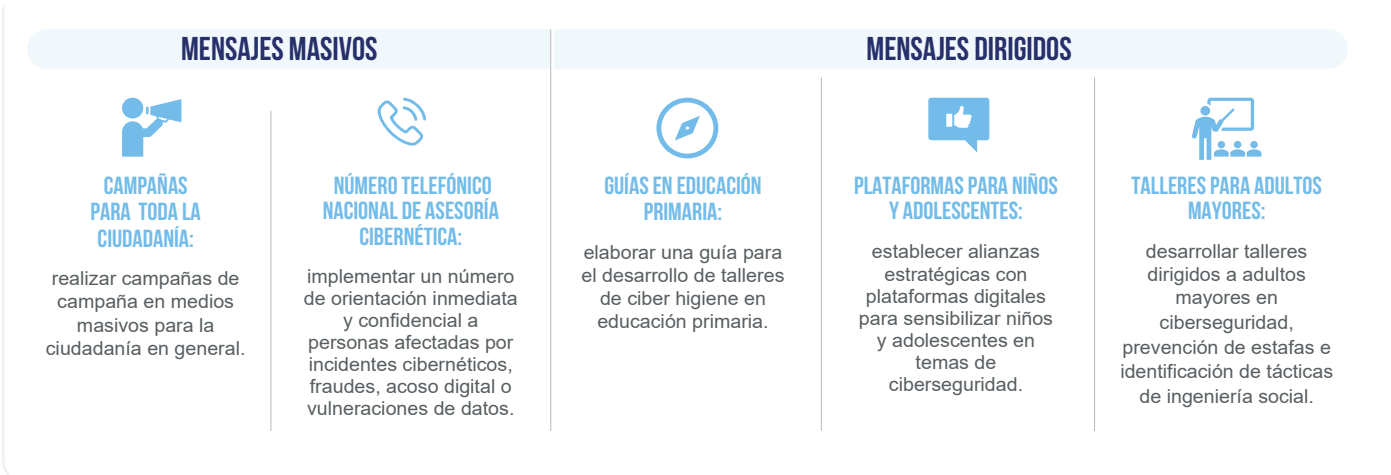 MENSAJES MASIVOS
MENSAJES DIRIGIDOS
CAMPAÑAS
PARA TODA LA
CIUDADANÍA:
realizar campañas de
campaña en medios
masivos para la
ciudadanía en general.
NÚMERO TELEFÓNICO
NACIONAL DE ASESORÍA
CIBERNÉTICA:
implementar un número
de orientación inmediata
y confidencial a
personas afectadas por
incidentes cibernéticos,
fraudes, acoso digital o
vulneraciones de datos.
GUÍAS EN EDUCACIÓN
PRIMARIA:
elaborar una guía para
el desarrollo de talleres
de ciber higiene en
educación primaria.
PLATAFORMAS PARA NIÑOS
Y ADOLESCENTES:
establecer alianzas
estratégicas con
plataformas digitales
para sensibilizar niños
y adolescentes en
temas de
ciberseguridad.
TALLERES PARA ADULTOS
MAYORES:
desarrollar talleres
dirigidos a adultos
mayores en
ciberseguridad,
prevención de estafas e
identificación de tácticas
de ingeniería social.